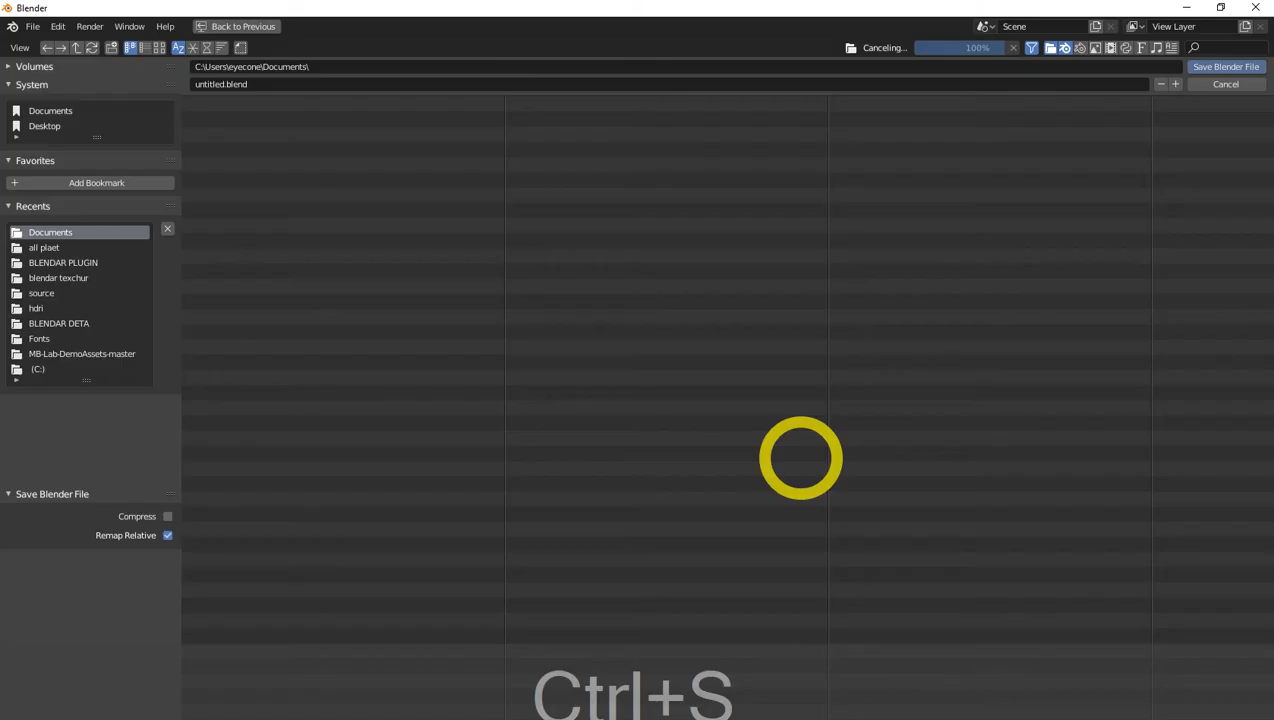 Blender
File Edit Render Window Help Back to Previous Scene View Layer
View Canceling... 100%
Volumes C:\Users\eyecone\Documents\ Save Blender File
System untitled.blend Cancel
Documents
Desktop
Favorites
Add Bookmark
Recents
Documents
all plaet
BLENDAR PLUGIN
blendar texchur
source
hdri
BLENDAR DETA
Fonts
MB-Lab-DemoAssets-master
(C:)
Save Blender File
Compress
Remap Relative
Ctrl+S